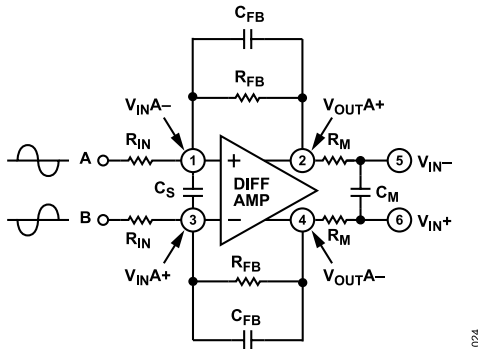 CFB
RFB
VINA–
VOUTA+
A
RIN
1
+
2
RM
5
VIN–
CS
DIFF
AMP
CM
B
RIN
3
–
4
RM
6
VIN+
VINA+
RFB
VOUTA–
CFB
024